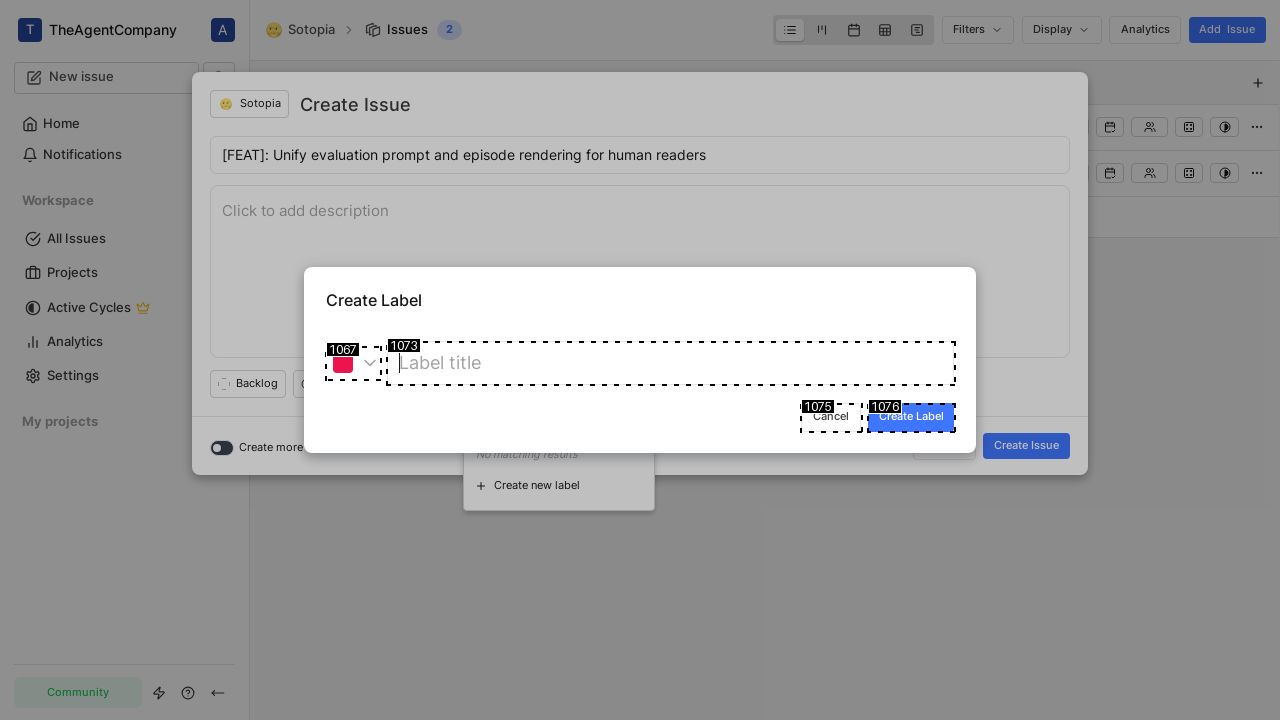 T TheAgentCompany A
Sotopia Issues 2
Filters Display Analytics Add Issue
New issue
Home
Notifications
Workspace
All Issues
Projects
Active Cycles
Analytics
Settings
My projects
Community
Sotopia Create Issue
[FEAT]: Unify evaluation prompt and episode rendering for human readers
Click to add description
Backlog
Create more
Create Issue
Create Label
1067
1073
Label title
1075
Cancel
1076
Create Label
No matching results
Create new label